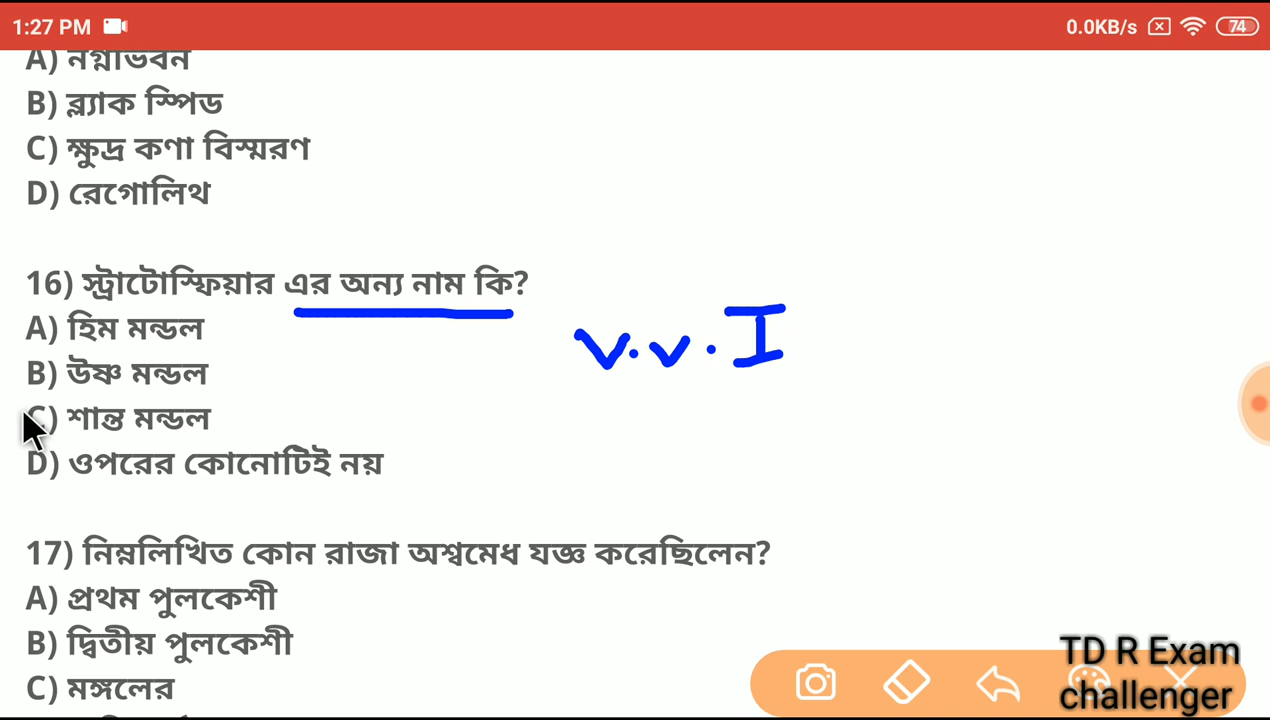 1:27 PM 0.0KB/s 74
A) নগ্নীভবন
B) ব্ল্যাক স্পিড
C) ক্ষুদ্র কণা বিস্মরণ
D) রেগোলিথ
16) স্ট্রাটোস্ফিয়ার এর অন্য নাম কি?
A) হিম মন্ডল
B) উষ্ণ মন্ডল
C) শান্ত মন্ডল
D) ওপরের কোনোটিই নয়
v.v.I
17) নিম্নলিখিত কোন রাজা অশ্বমেধ যজ্ঞ করেছিলেন?
A) প্রথম পুলকেশী
B) দ্বিতীয় পুলকেশী
C) মঙ্গলের
TD R Exam
challenger